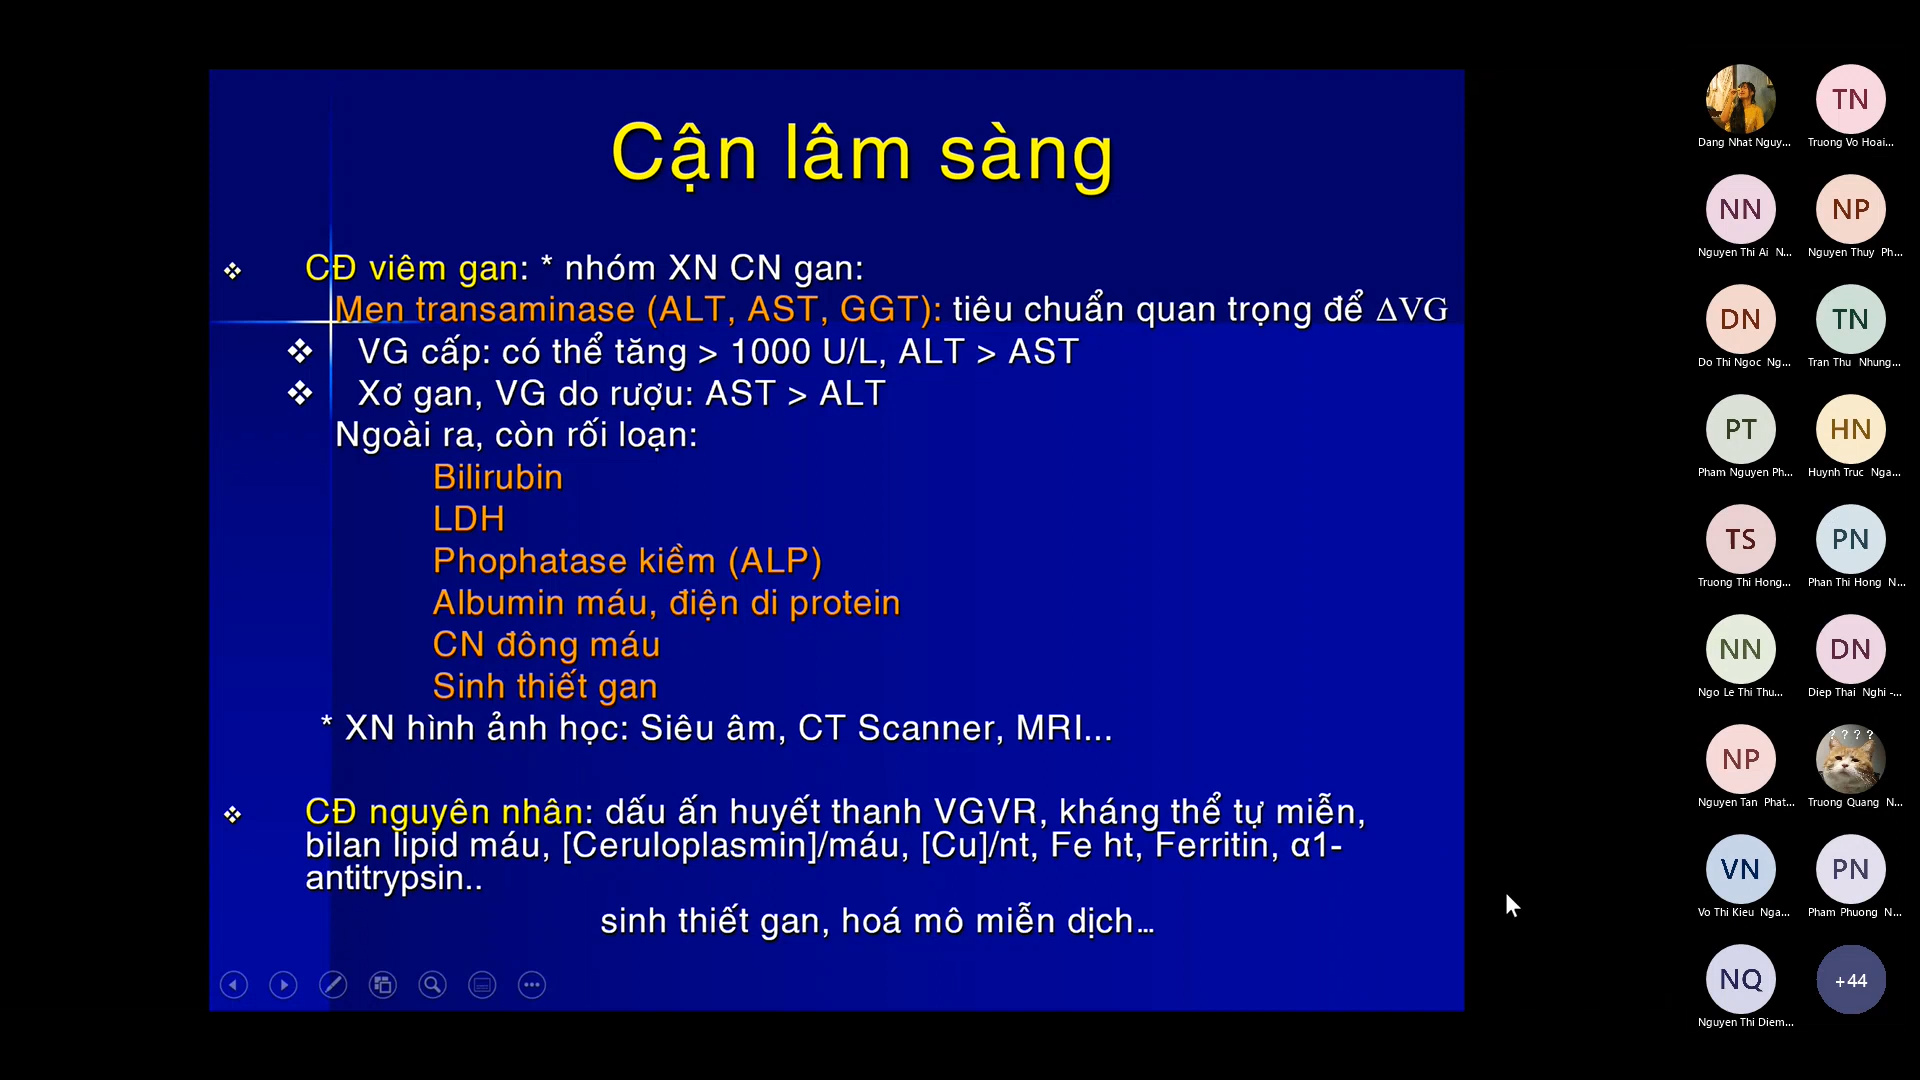 Cận lâm sàng
❖ CĐ viêm gan: * nhóm XN CN gan:
Men transaminase (ALT, AST, GGT): tiêu chuẩn quan trọng để ΔVG
❖ VG cấp: có thể tăng > 1000 U/L, ALT > AST
❖ Xơ gan, VG do rượu: AST > ALT
Ngoài ra, còn rối loạn:
Bilirubin
LDH
Phophatase kiềm (ALP)
Albumin máu, điện di protein
CN đông máu
Sinh thiết gan
* XN hình ảnh học: Siêu âm, CT Scanner, MRI...
❖ CĐ nguyên nhân: dấu ấn huyết thanh VGVR, kháng thể tự miễn,
bilan lipid máu, [Ceruloplasmin]/máu, [Cu]/nt, Fe ht, Ferritin, α1-
antitrypsin..
sinh thiết gan, hoá mô miễn dịch...
Dang Nhat Nguy...
TN
Truong Vo Hoai...
NN
Nguyen Thi Ai N...
NP
Nguyen Thuy Ph...
DN
Do Thi Ngoc Ng...
TN
Tran Thu Nhung...
PT
Pham Nguyen Ph...
HN
Huynh Truc Nga...
TS
Truong Thi Hong...
PN
Phan Thi Hong N...
NN
Ngo Le Thi Thu...
DN
Diep Thai Nghi -...
NP
Nguyen Tan Phat...
????
Truong Quang N...
VN
Vo Thi Kieu Nga...
PN
Pham Phuong N...
NQ
Nguyen Thi Diem...
+44